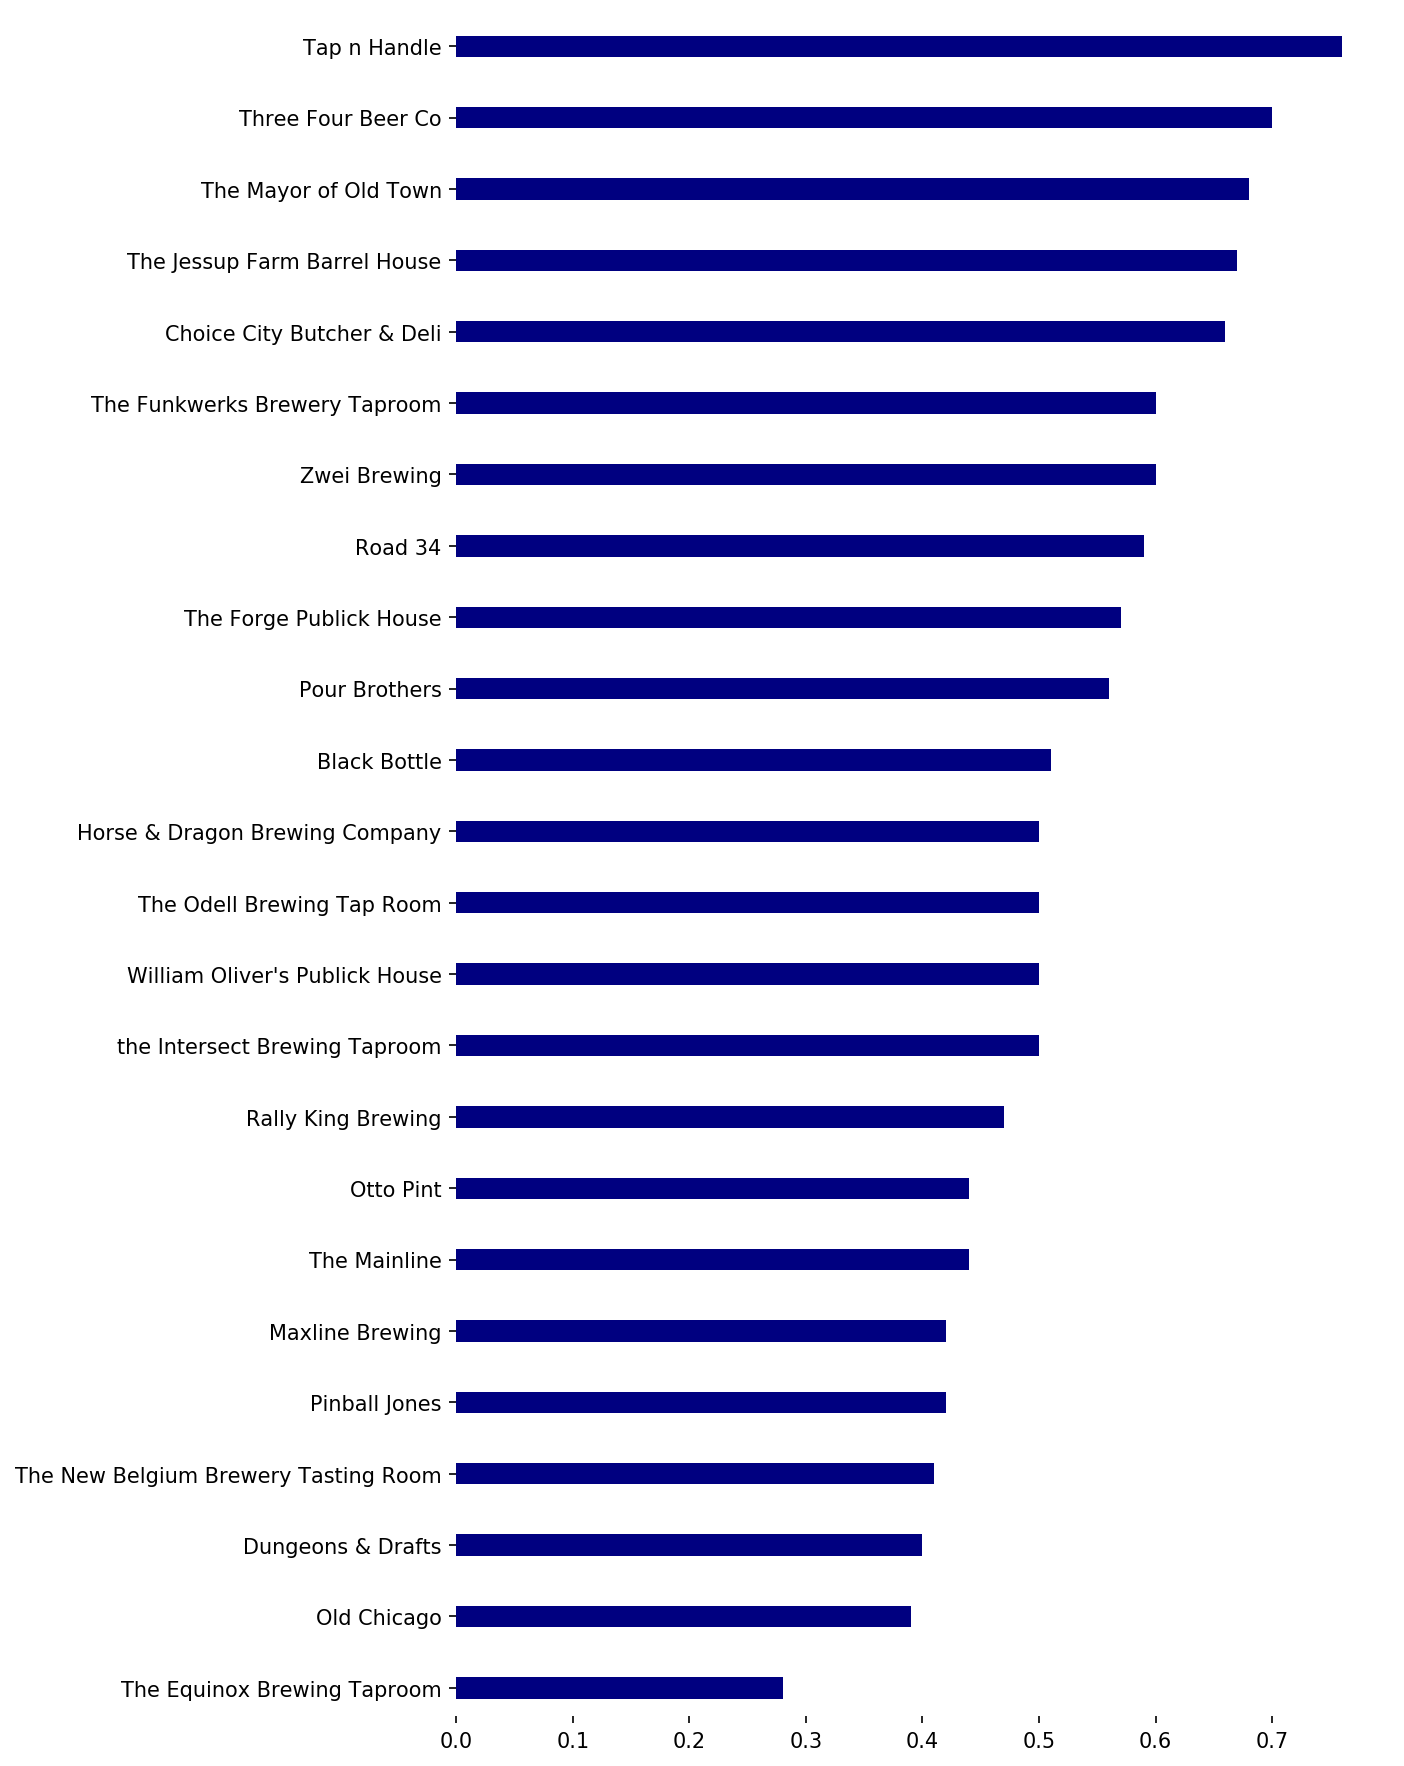 Tap n Handle
Three Four Beer Co
The Mayor of Old Town
The Jessup Farm Barrel House
Choice City Butcher & Deli
The Funkwerks Brewery Taproom
Zwei Brewing
Road 34
The Forge Publick House
Pour Brothers
Black Bottle
Horse & Dragon Brewing Company
The Odell Brewing Tap Room
William Oliver's Publick House
the Intersect Brewing Taproom
Rally King Brewing
Otto Pint
The Mainline
Maxline Brewing
Pinball Jones
The New Belgium Brewery Tasting Room
Dungeons & Drafts
Old Chicago
The Equinox Brewing Taproom
0.0 0.1 0.2 0.3 0.4 0.5 0.6 0.7